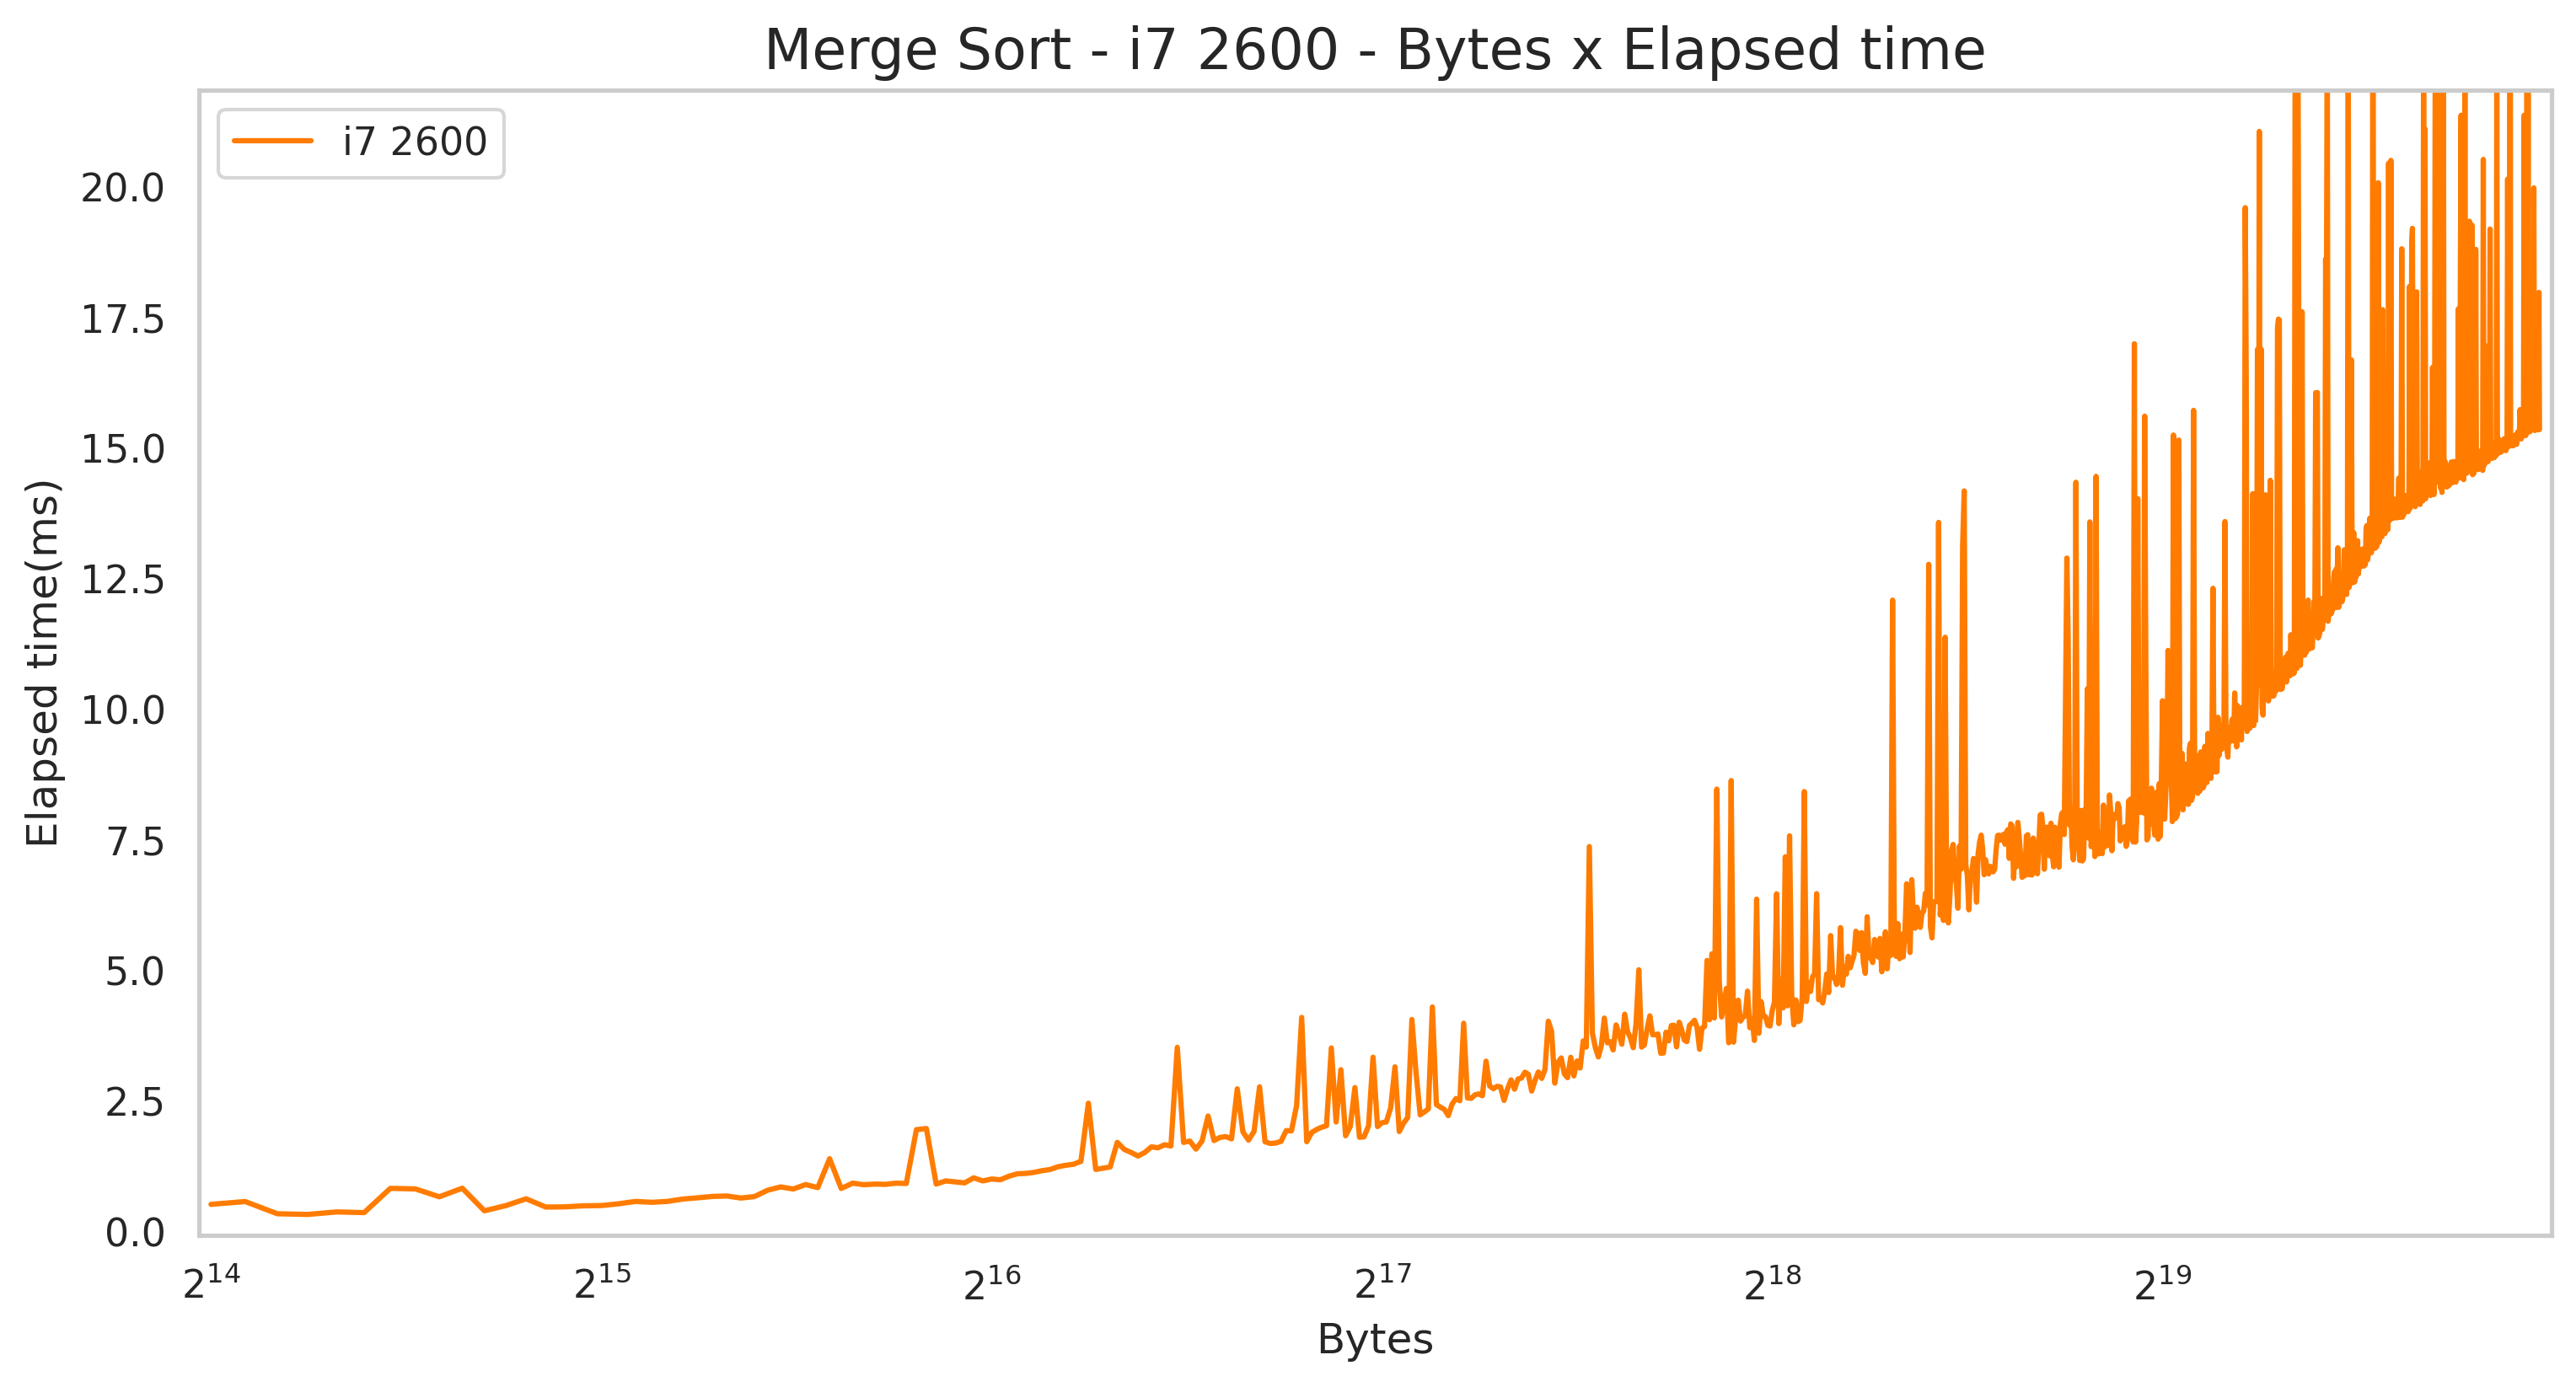 Merge Sort - i7 2600 - Bytes x Elapsed time
i7 2600
20.0
17.5
15.0
12.5
10.0
7.5
5.0
2.5
0.0
Elapsed time(ms)
2^14 2^15 2^16 2^17 2^18 2^19
Bytes